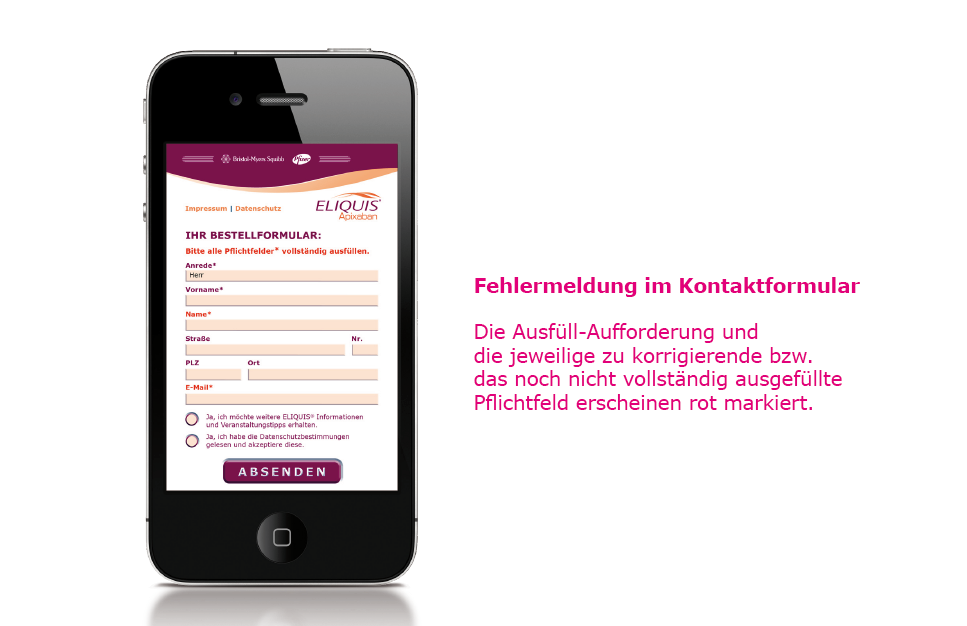 Bristol-Myers Squibb Pfizer
Impressum | Datenschutz
ELIQUIS®
Apixaban
IHR BESTELLFORMULAR:
Bitte alle Pflichtfelder* vollständig ausfüllen.
Anrede*
Herr
Vorname*
Name*
Straße Nr.
PLZ Ort
E-Mail*
Ja, ich möchte weitere ELIQUIS® Informationen
und Veranstaltungstipps erhalten.
Ja, ich habe die Datenschutzbestimmungen
gelesen und akzeptiere diese.
ABSENDEN
Fehlermeldung im Kontaktformular
Die Ausfüll-Aufforderung und
die jeweilige zu korrigierende bzw.
das noch nicht vollständig ausgefüllte
Pflichtfeld erscheinen rot markiert.